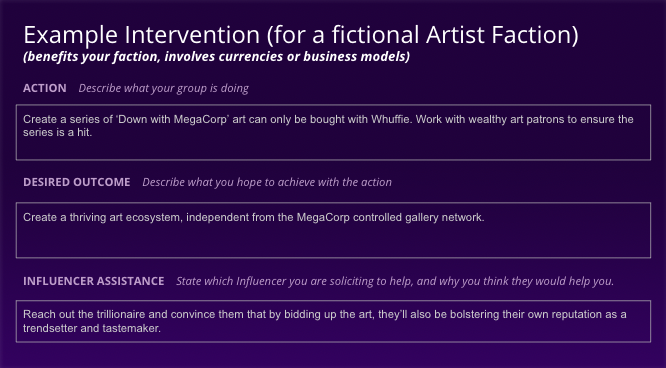 Example Intervention (for a fictional Artist Faction)
(benefits your faction, involves currencies or business models)
ACTION Describe what your group is doing
Create a series of ‘Down with MegaCorp’ art can only be bought with Whuffie. Work with wealthy art patrons to ensure the
series is a hit.
DESIRED OUTCOME Describe what you hope to achieve with the action
Create a thriving art ecosystem, independent from the MegaCorp controlled gallery network.
INFLUENCER ASSISTANCE State which Influencer you are soliciting to help, and why you think they would help you.
Reach out the trillionaire and convince them that by bidding up the art, they’ll also be bolstering their own reputation as a
trendsetter and tastemaker.